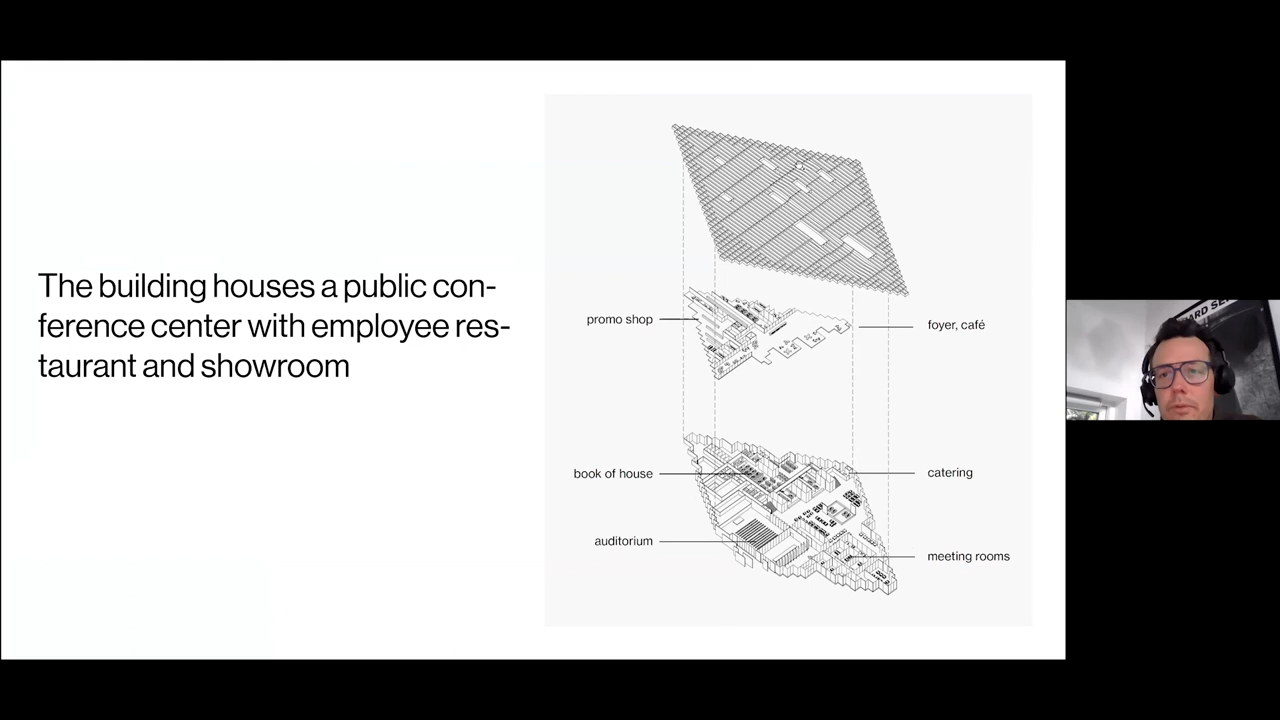 The building houses a public con-
ference center with employee res-
taurant and showroom
promo shop
foyer, café
book of house
catering
auditorium
meeting rooms